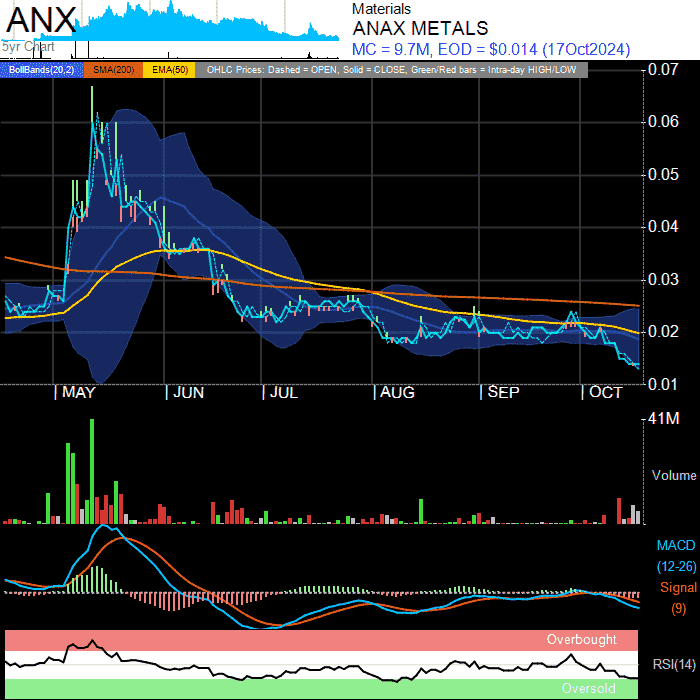 ANX
5yr Chart
Materials
ANAX METALS
MC = 9.7M, EOD = $0.014 (17Oct2024)
BollBands(20,2) SMA(200) EMA(50) OHLC Prices: Dashed = OPEN, Solid = CLOSE, Green/Red bars = Intra-day HIGH/LOW
0.07
0.06
0.05
0.04
0.03
0.02
0.01
MAY JUN JUL AUG SEP OCT
41M
Volume
MACD
(12-26)
Signal
(9)
Overbought
RSI(14)
Oversold